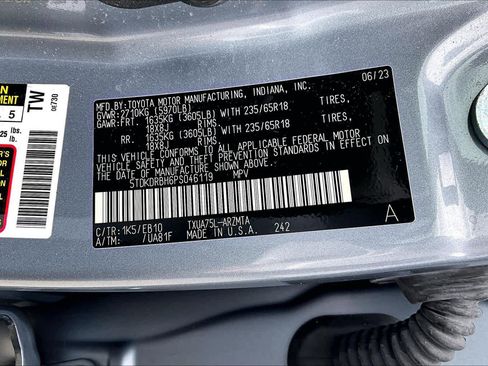 MFD.BY:TOYOTA MOTOR MANUFACTURING, INDIANA, INC. 06/23
GVWR:2710KG (5970LB)
GAWR:FRT. 1635KG (3605LB) WITH 235/65R18 TIRES,
18X8J RIMS
RR. 1635KG (3605LB) WITH 235/65R18 TIRES,
18X8J RIMS
THIS VEHICLE CONFORMS TO ALL APPLICABLE FEDERAL MOTOR
VEHICLE SAFETY AND THEFT PREVENTION STANDARDS IN EFFECT ON
THE DATE OF MANUFACTURE SHOWN ABOVE.
5TDKDRBH6PS046119 MPV
C/TR:1K5/EB10 TXUA75L-ARZMTA
A/TM: /UA81F MADE IN U.S.A. 242
A
TW
0E730
5
lbs.
lb.